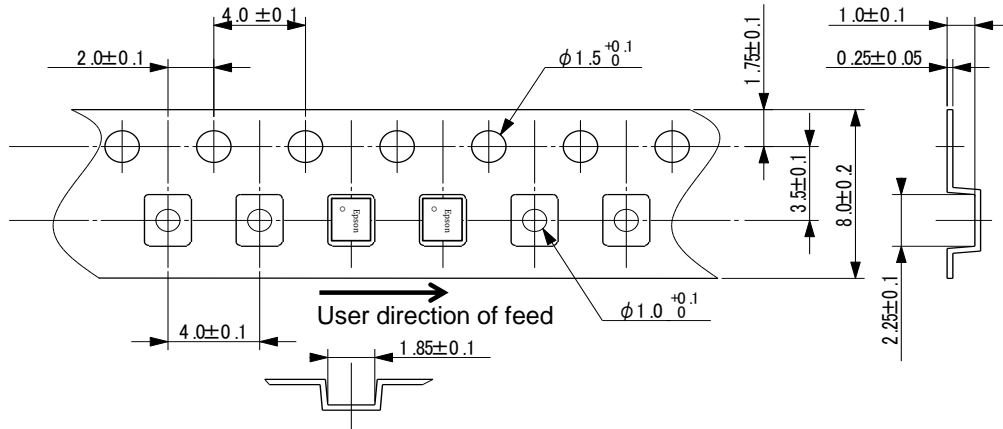 4.0 ±0.1
2.0±0.1
φ1.5 +0.1 0
1.75±0.1
1.0±0.1
0.25±0.05
3.5±0.1
8.0±0.2
2.25±0.1
Epson
Epson
User direction of feed
φ1.0 +0.1 0
4.0±0.1
1.85±0.1